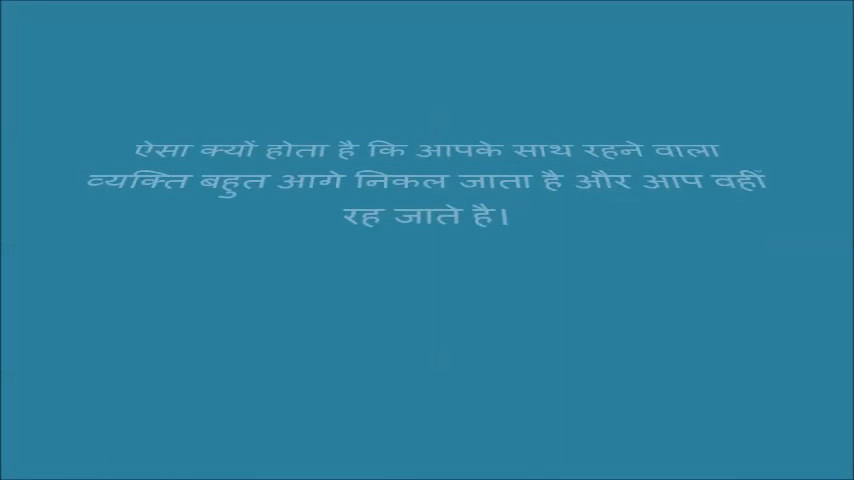 ऐसा क्यों होता है कि आपके साथ रहने वाला
व्यक्ति बहुत आगे निकल जाता है और आप वहीं
रह जाते है।